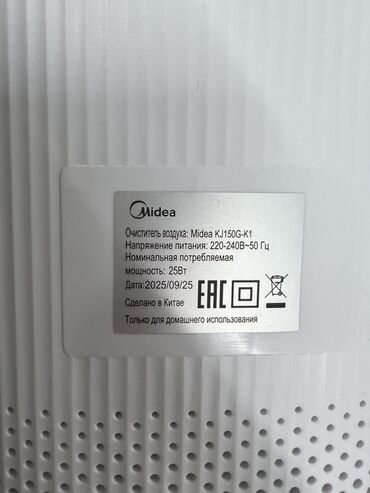 Midea
Очиститель воздуха: Midea KJ150G-K1
Напряжение питания: 220-240В~50 Гц
Номинальная потребляемая
мощность: 25Вт
Дата:2025/09/25
Сделано в Китае
EAC
Только для домашнего использования